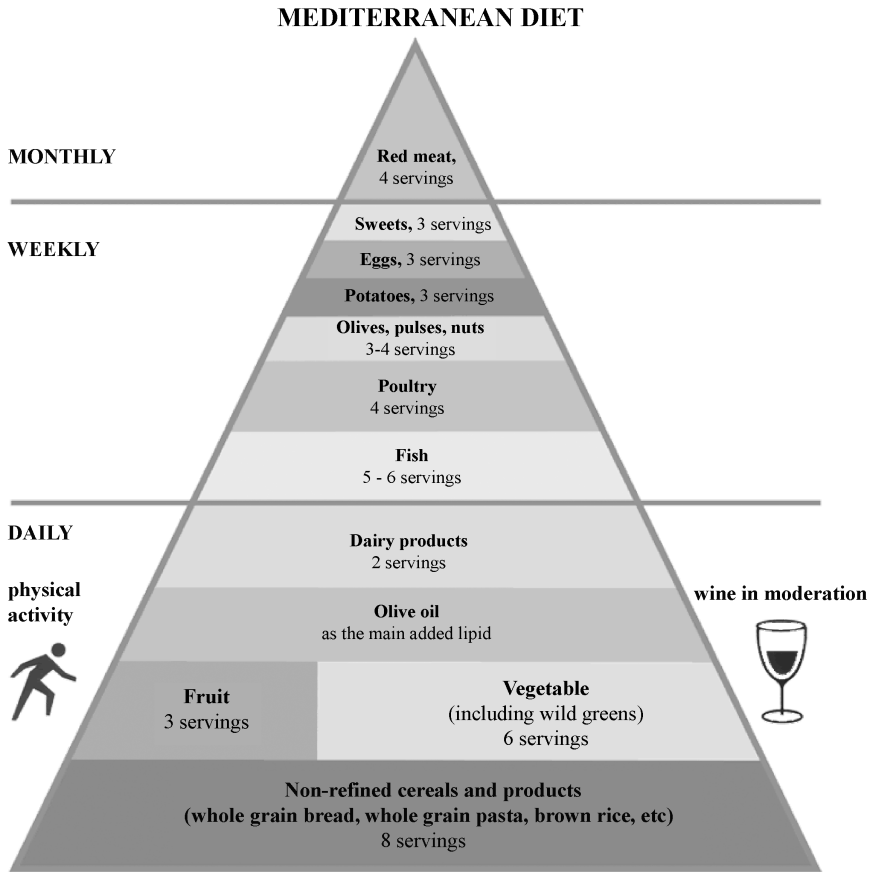 MEDITERRANEAN DIET
MONTHLY
Red meat,
4 servings
Sweets, 3 servings
WEEKLY
Eggs, 3 servings
Potatoes, 3 servings
Olives, pulses, nuts
3-4 servings
Poultry
4 servings
Fish
5 - 6 servings
DAILY
Dairy products
2 servings
physical
activity
wine in moderation
Olive oil
as the main added lipid
Fruit
3 servings
Vegetable
(including wild greens)
6 servings
Non-refined cereals and products
(whole grain bread, whole grain pasta, brown rice, etc)
8 servings